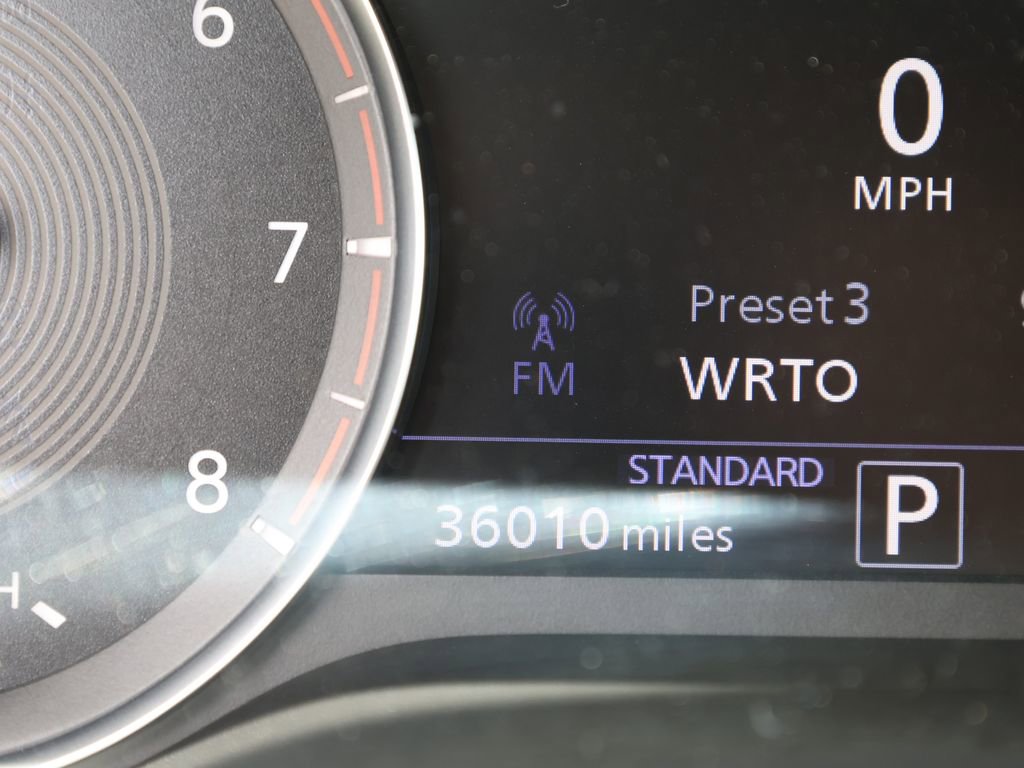 6
7
8
H
0
MPH
Preset 3
FM
WRTO
STANDARD
36010 miles
P